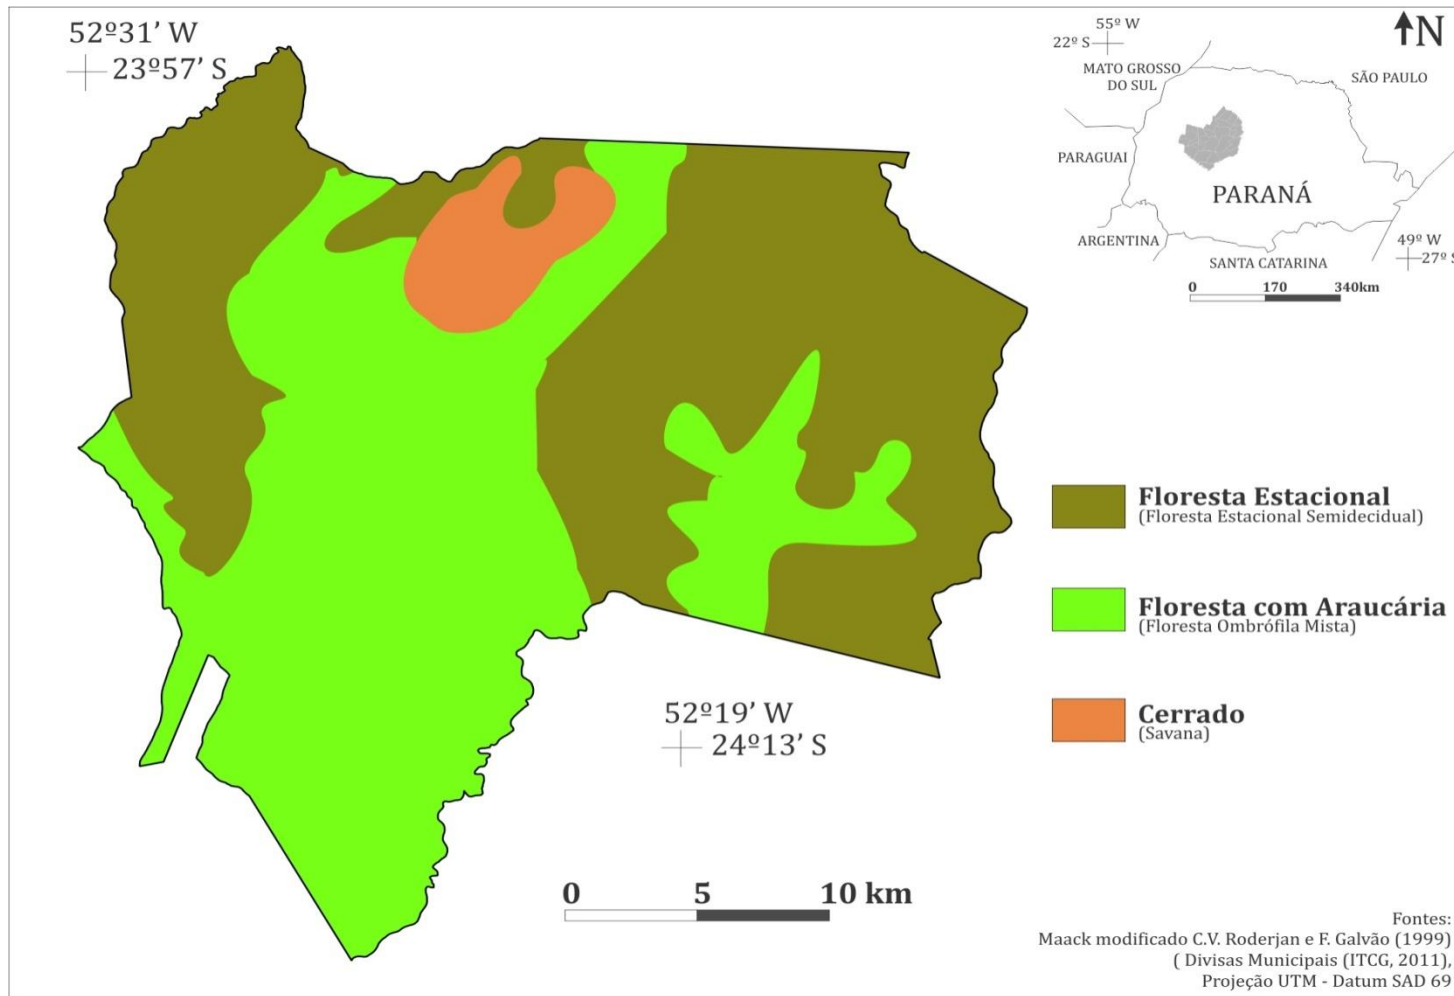 52º31’ W
23º57’ S
55º W
22º S
N
MATO GROSSO
DO SUL
SÃO PAULO
PARAGUAI
PARANÁ
ARGENTINA
SANTA CATARINA
49º W
27º S
0 170 340km
Floresta Estacional
(Floresta Estacional Semidecidual)
Floresta com Araucária
(Floresta Ombrófila Mista)
Cerrado
(Savana)
52º19’ W
24º13’ S
0 5 10 km
Fontes:
Maack modificado C.V. Roderjan e F. Galvão (1999)
( Divisas Municipais (ITCG, 2011),
Projeção UTM - Datum SAD 69